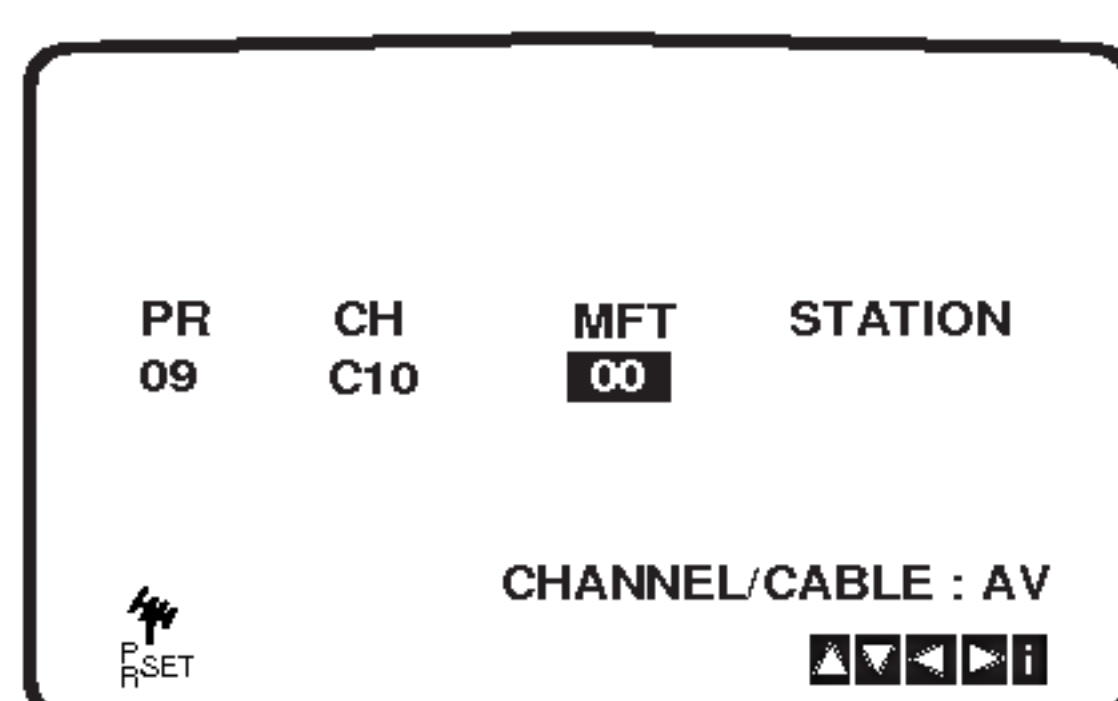 PR CH MFT STATION
09 C10 00
CHANNEL/CABLE : AV
PR SET
i